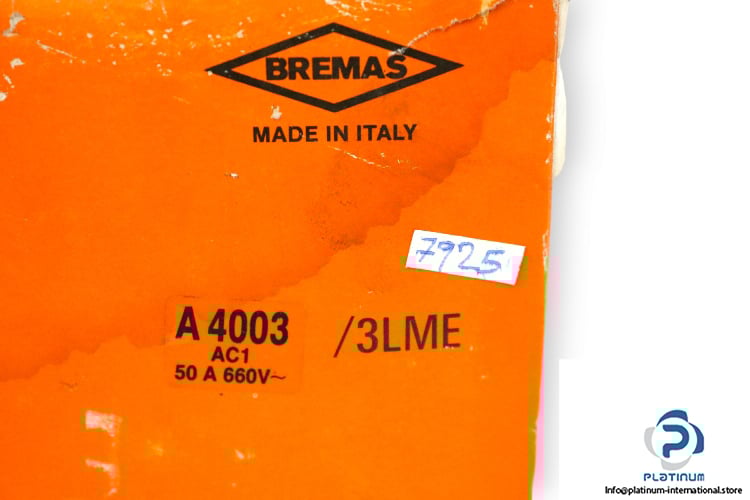 BREMAS
MADE IN ITALY
7925
A 4003
/3LME
AC1
50 A 660V~
PLATINUM
Info@platinum-international.store